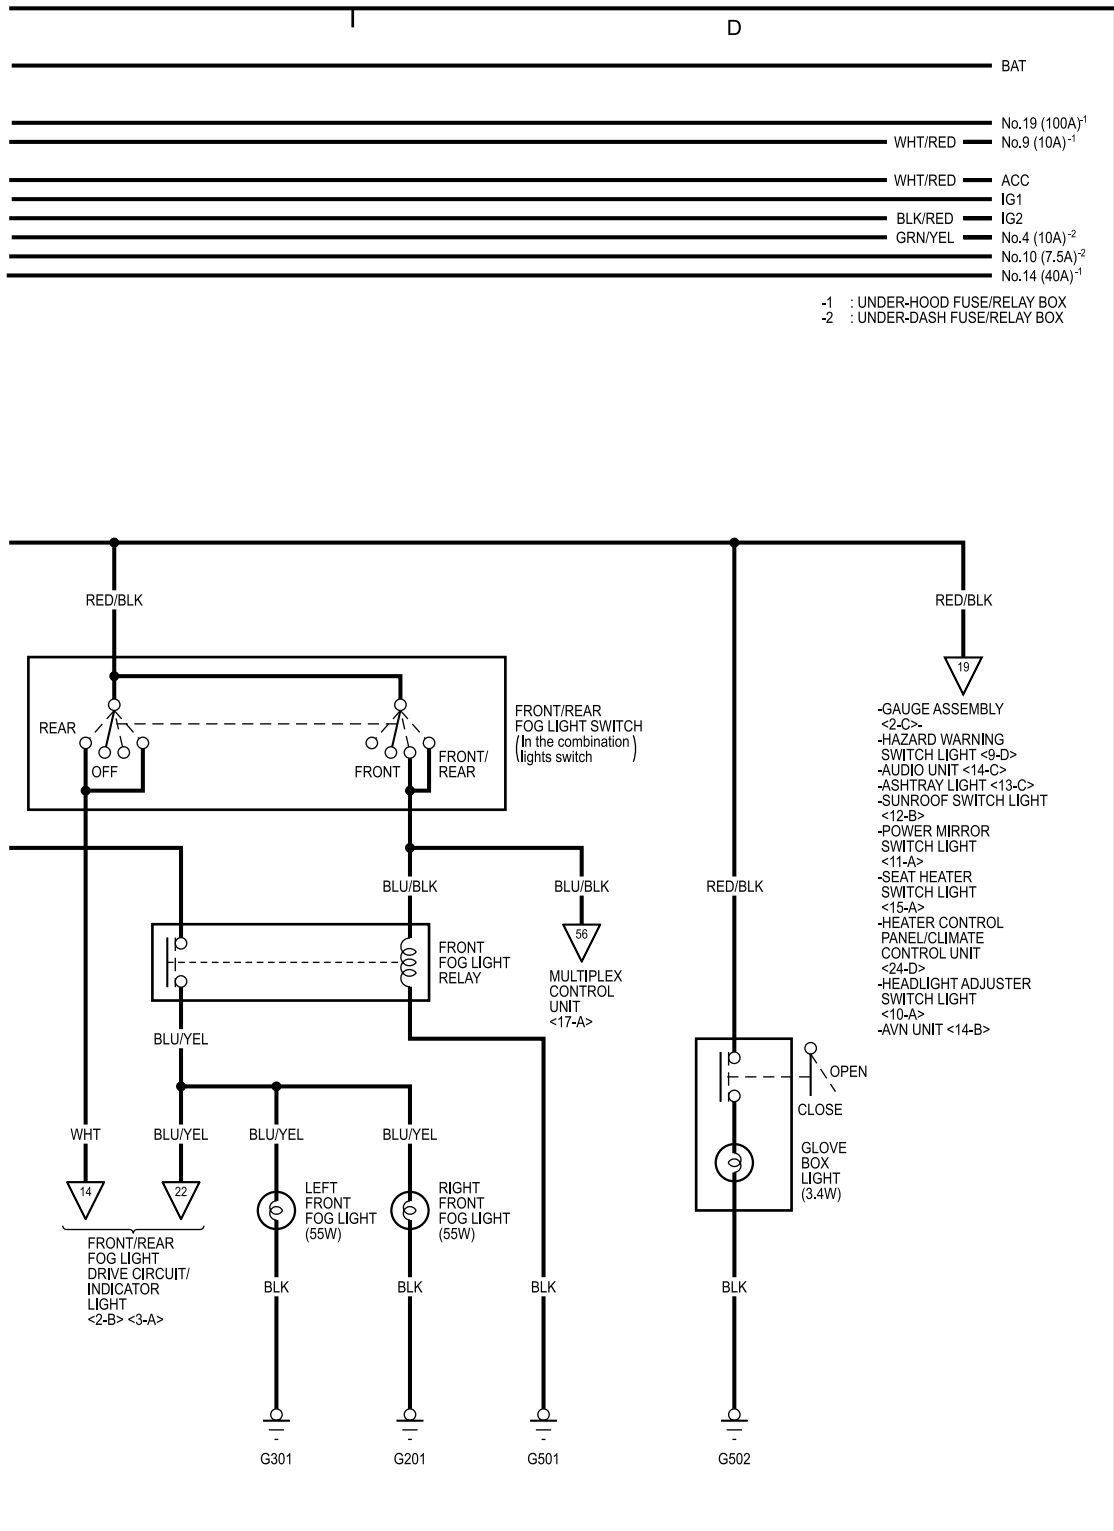 D
BAT
No.19 (100A)-1
WHT/RED No.9 (10A)-1
WHT/RED ACC
IG1
BLK/RED IG2
GRN/YEL No.4 (10A)-2
No.10 (7.5A)-2
No.14 (40A)-1
-1 : UNDER-HOOD FUSE/RELAY BOX
-2 : UNDER-DASH FUSE/RELAY BOX
RED/BLK
RED/BLK
19
REAR
OFF
FRONT
FRONT/
REAR
FRONT/REAR
FOG LIGHT SWITCH
(In the combination
lights switch)
-GAUGE ASSEMBLY
<2-C>-
-HAZARD WARNING
SWITCH LIGHT <9-D>
-AUDIO UNIT <14-C>
-ASHTRAY LIGHT <13-C>
-SUNROOF SWITCH LIGHT
<12-B>
-POWER MIRROR
SWITCH LIGHT
<11-A>
-SEAT HEATER
SWITCH LIGHT
<15-A>
-HEATER CONTROL
PANEL/CLIMATE
CONTROL UNIT
<24-D>
-HEADLIGHT ADJUSTER
SWITCH LIGHT
<10-A>
-AVN UNIT <14-B>
BLU/BLK
BLU/BLK
RED/BLK
56
FRONT
FOG LIGHT
RELAY
MULTIPLEX
CONTROL
UNIT
<17-A>
BLU/YEL
OPEN
CLOSE
WHT
BLU/YEL
BLU/YEL
BLU/YEL
GLOVE
BOX
LIGHT
(3.4W)
14
22
LEFT
FRONT
FOG LIGHT
(55W)
RIGHT
FRONT
FOG LIGHT
(55W)
FRONT/REAR
FOG LIGHT
DRIVE CIRCUIT/
INDICATOR
LIGHT
<2-B> <3-A>
BLK
BLK
BLK
BLK
G301
G201
G501
G502